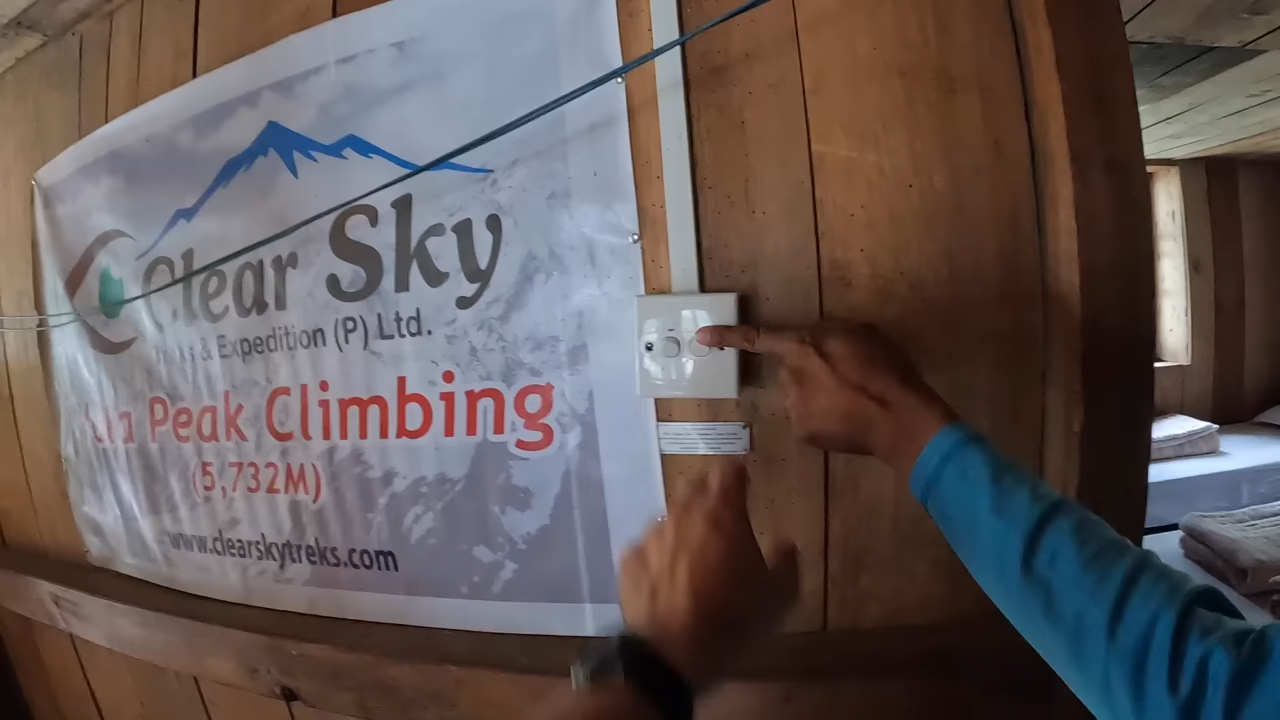 Clear Sky
& Expedition (P) Ltd.
Peak Climbing
(5,732M)
www.clearskytreks.com